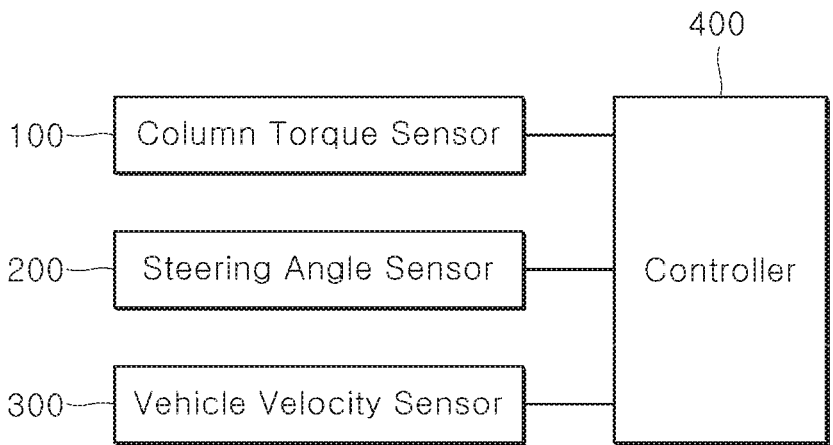 400
100 Column Torque Sensor
200 Steering Angle Sensor
Controller
300 Vehicle Velocity Sensor